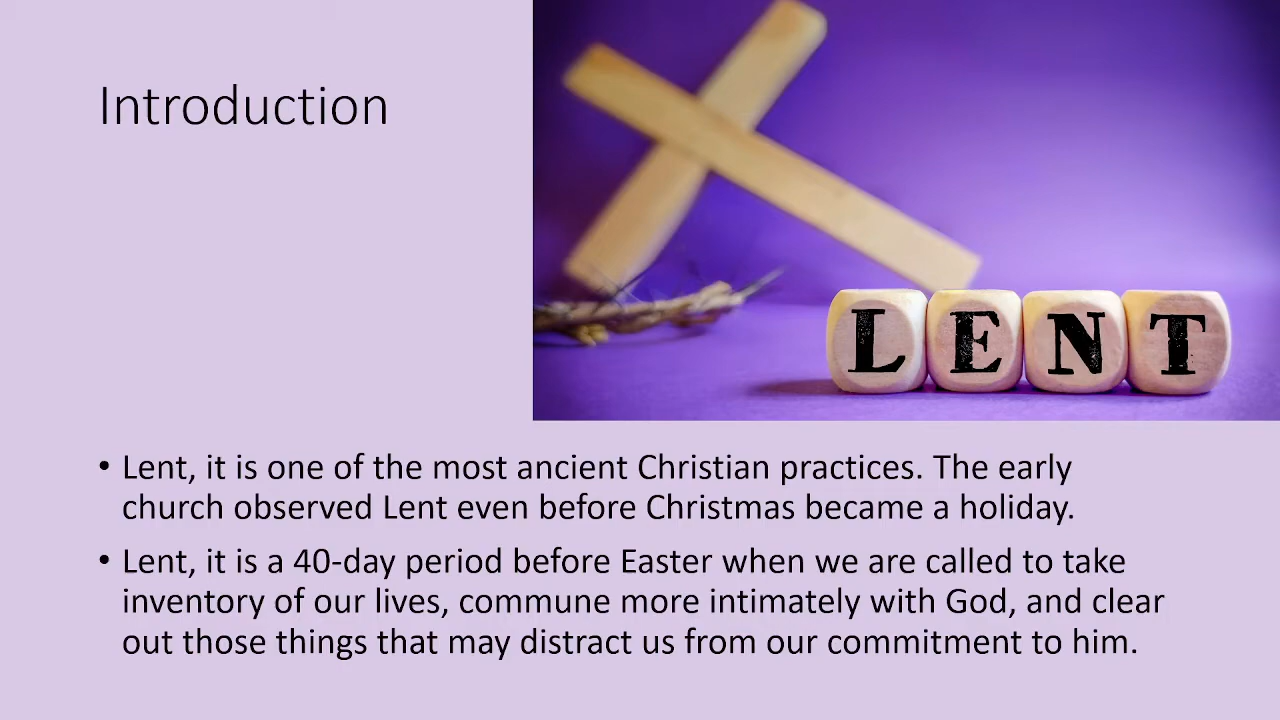 Introduction
LENT
• Lent, it is one of the most ancient Christian practices. The early
church observed Lent even before Christmas became a holiday.
• Lent, it is a 40-day period before Easter when we are called to take
inventory of our lives, commune more intimately with God, and clear
out those things that may distract us from our commitment to him.